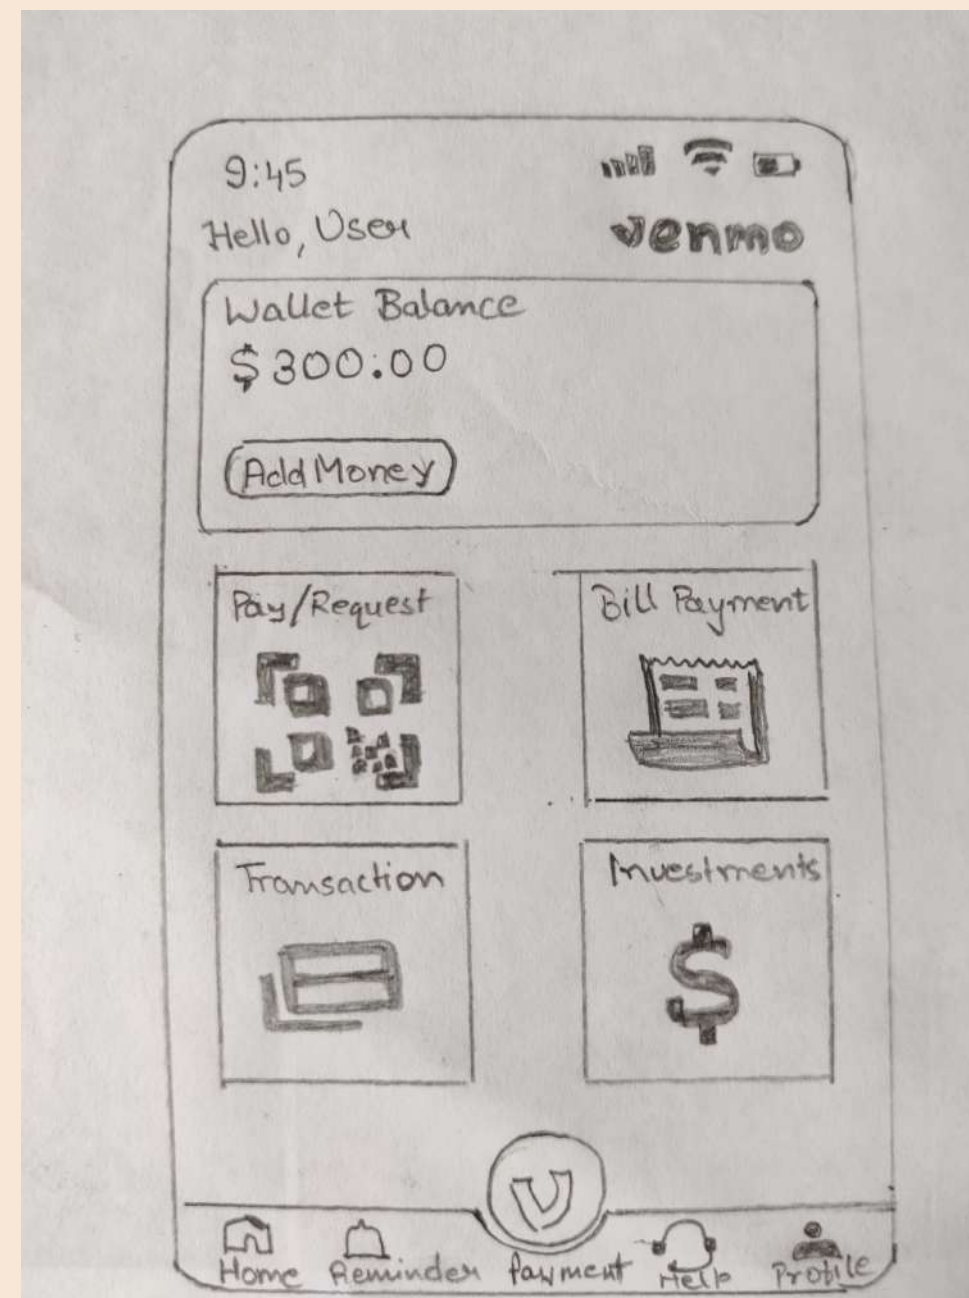 9:45
Hello, User venmo
Wallet Balance
$300.00
Add Money
Pay/Request Bill Payment
Transaction Investments
$
V
Home Reminder Payment Help Profile